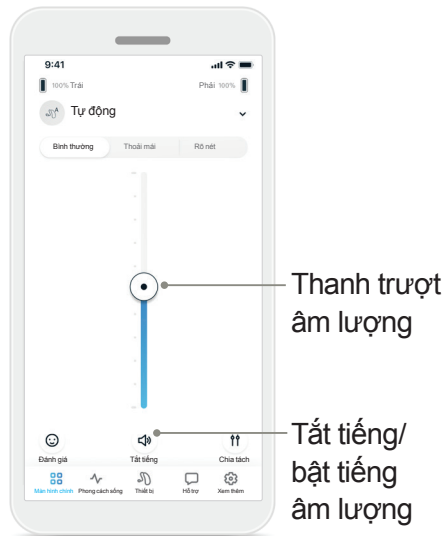 9:41
100% Trái
Phải 100%
Tự động
Bình thường
Thoải mái
Rõ nét
Thanh trượt
âm lượng
Đánh giá
Tắt tiếng
Chia tách
Tắt tiếng/
bật tiếng
âm lượng
Màn hình chính
Phong cách sống
Thiết bị
Hỗ trợ
Xem thêm